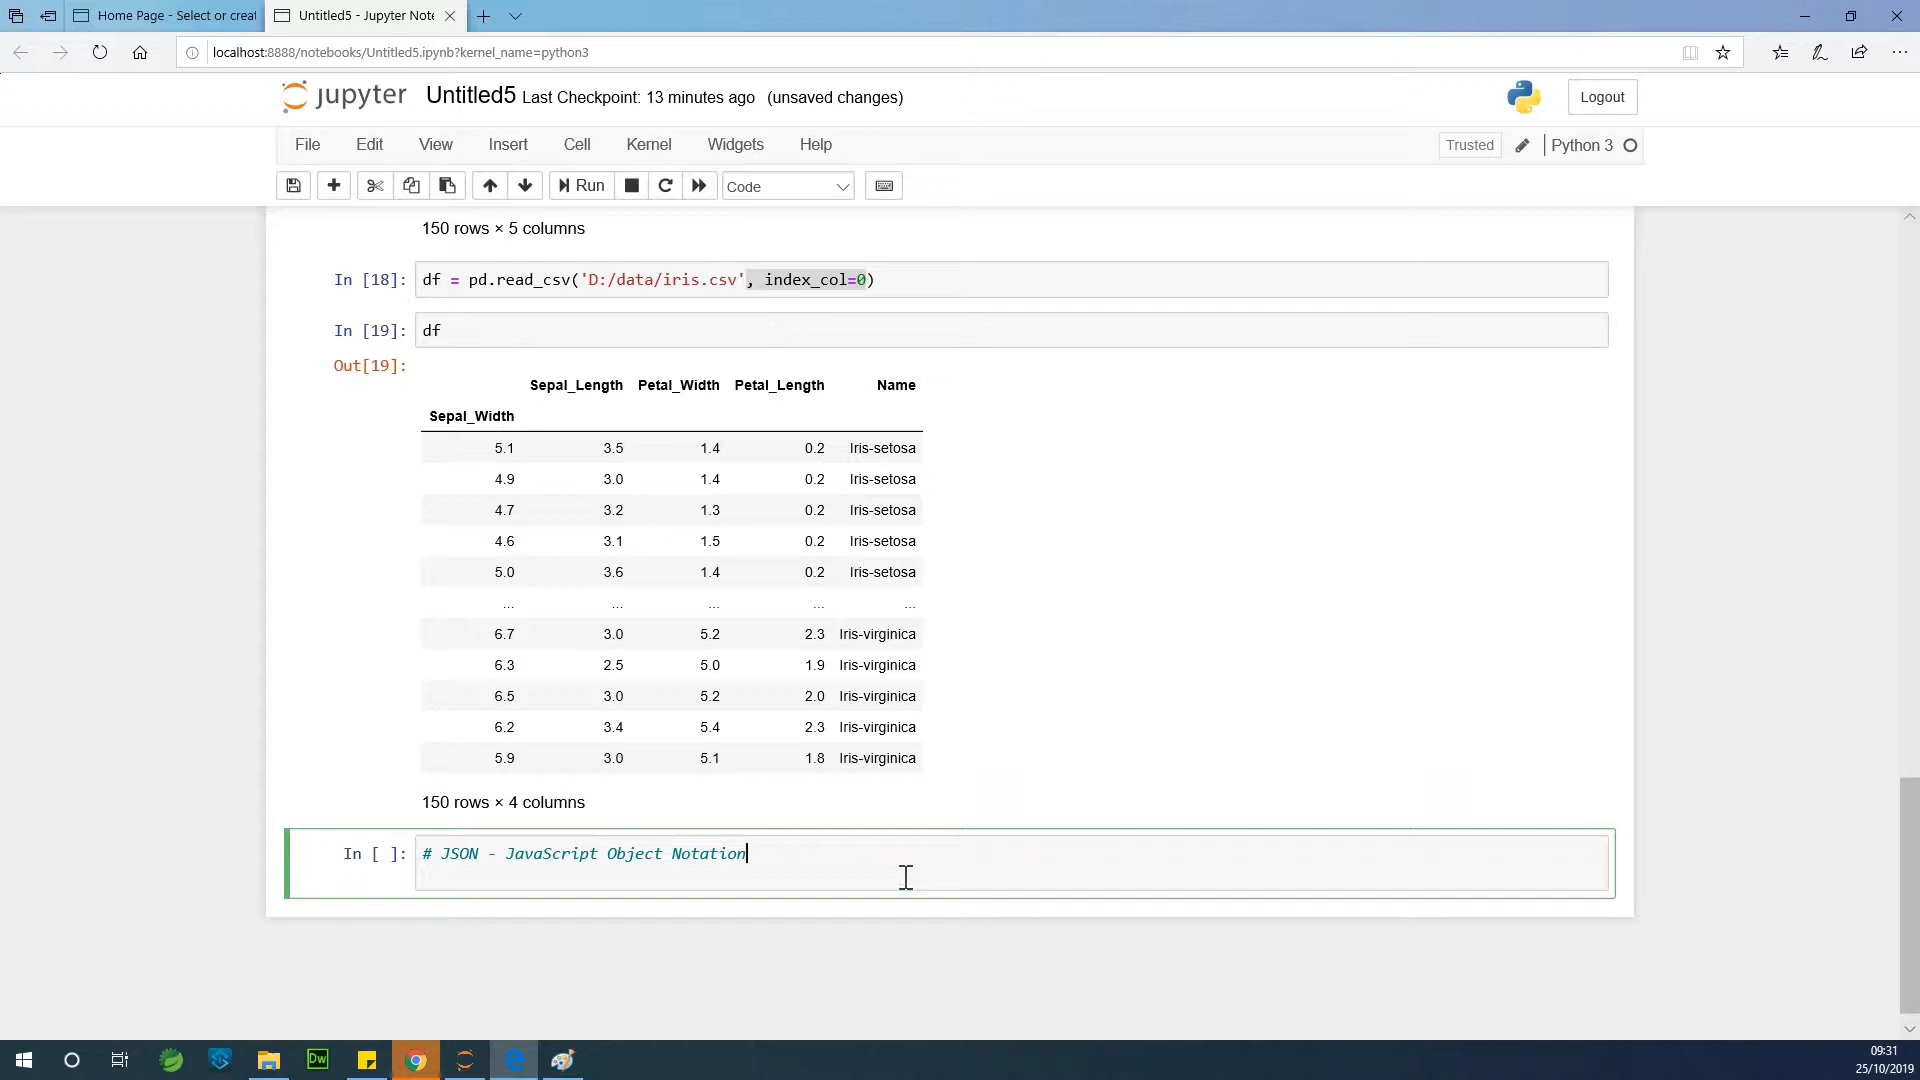 Home Page - Select or creat
Untitled5 - Jupyter Note
localhost:8888/notebooks/Untitled5.ipynb?kernel_name=python3
jupyter Untitled5 Last Checkpoint: 13 minutes ago (unsaved changes)
Logout
File Edit View Insert Cell Kernel Widgets Help
Trusted Python 3
Run Code
150 rows × 5 columns
In [18]: df = pd.read_csv('D:/data/iris.csv', index_col=0)
In [19]: df
Out[19]:
Sepal_Length Petal_Width Petal_Length Name
Sepal_Width
5.1 3.5 1.4 0.2 Iris-setosa
4.9 3.0 1.4 0.2 Iris-setosa
4.7 3.2 1.3 0.2 Iris-setosa
4.6 3.1 1.5 0.2 Iris-setosa
5.0 3.6 1.4 0.2 Iris-setosa
... ... ... ... ...
6.7 3.0 5.2 2.3 Iris-virginica
6.3 2.5 5.0 1.9 Iris-virginica
6.5 3.0 5.2 2.0 Iris-virginica
6.2 3.4 5.4 2.3 Iris-virginica
5.9 3.0 5.1 1.8 Iris-virginica
150 rows × 4 columns
In [ ]: # JSON - JavaScript Object Notation
Dw
09:31
25/10/2019